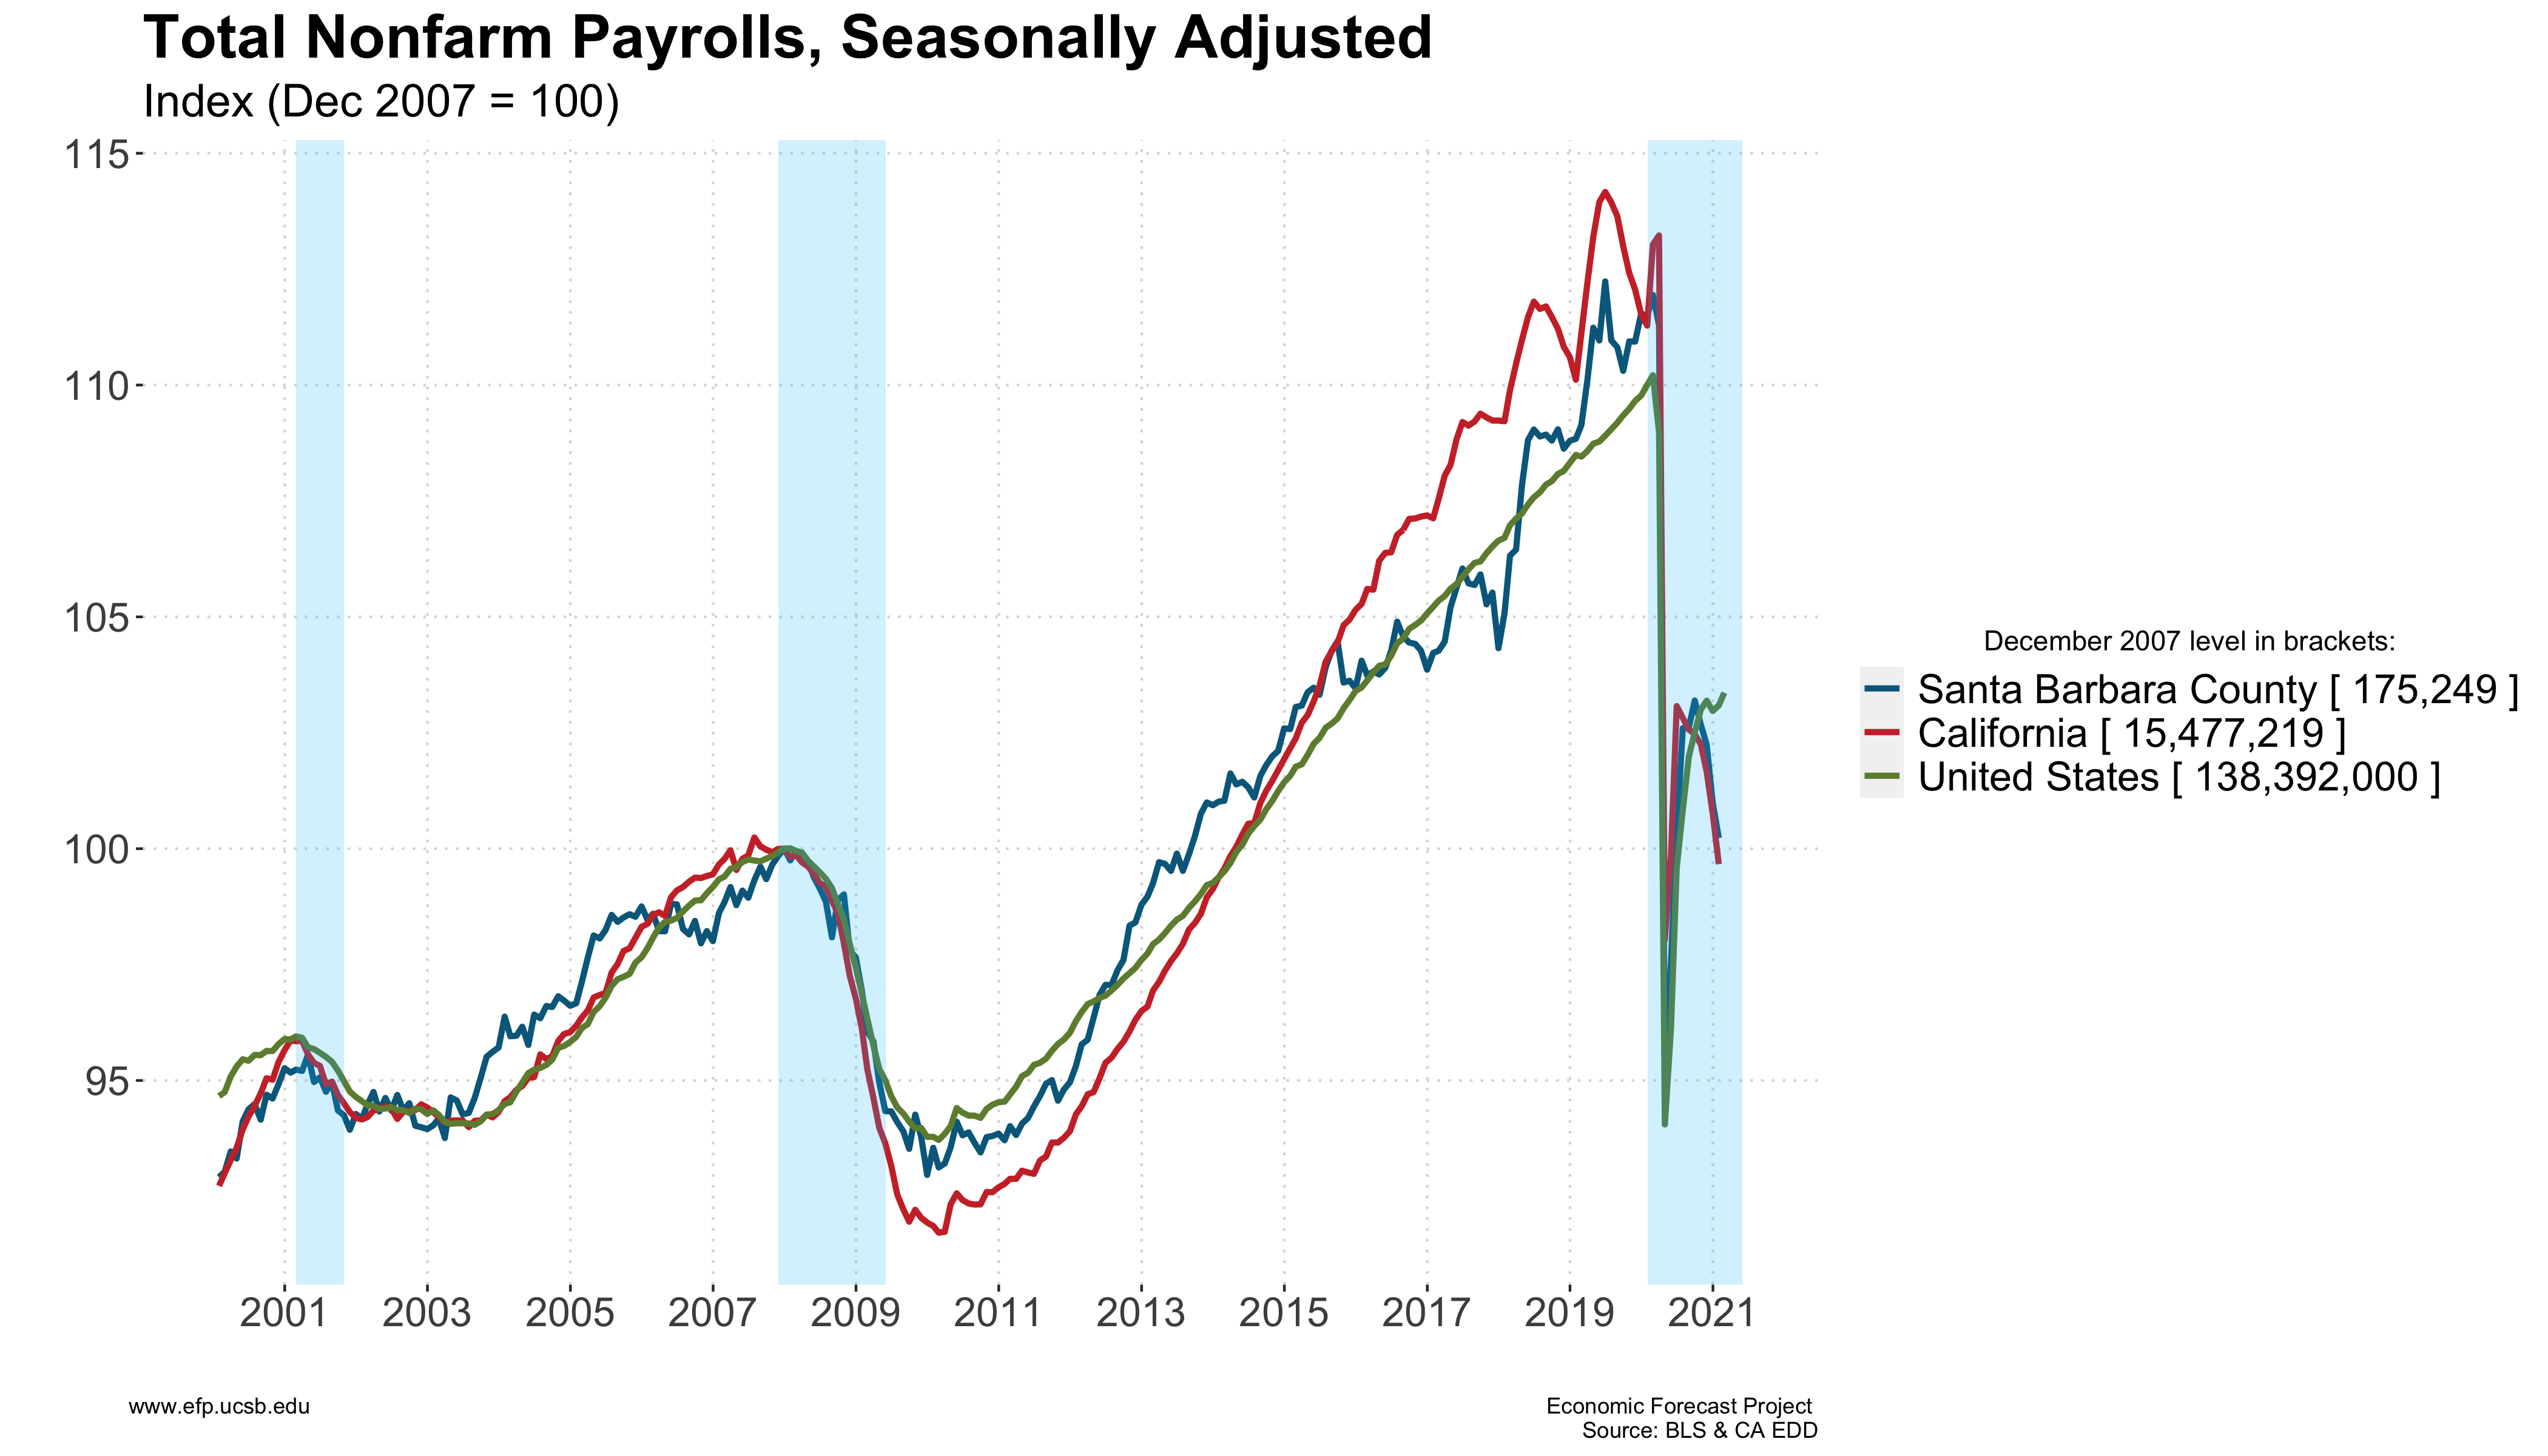 Total Nonfarm Payrolls, Seasonally Adjusted
Index (Dec 2007 = 100)
115
110
105
100
95
2001 2003 2005 2007 2009 2011 2013 2015 2017 2019 2021
December 2007 level in brackets:
Santa Barbara County [ 175,249 ]
California [ 15,477,219 ]
United States [ 138,392,000 ]
www.efp.ucsb.edu
Economic Forecast Project
Source: BLS & CA EDD